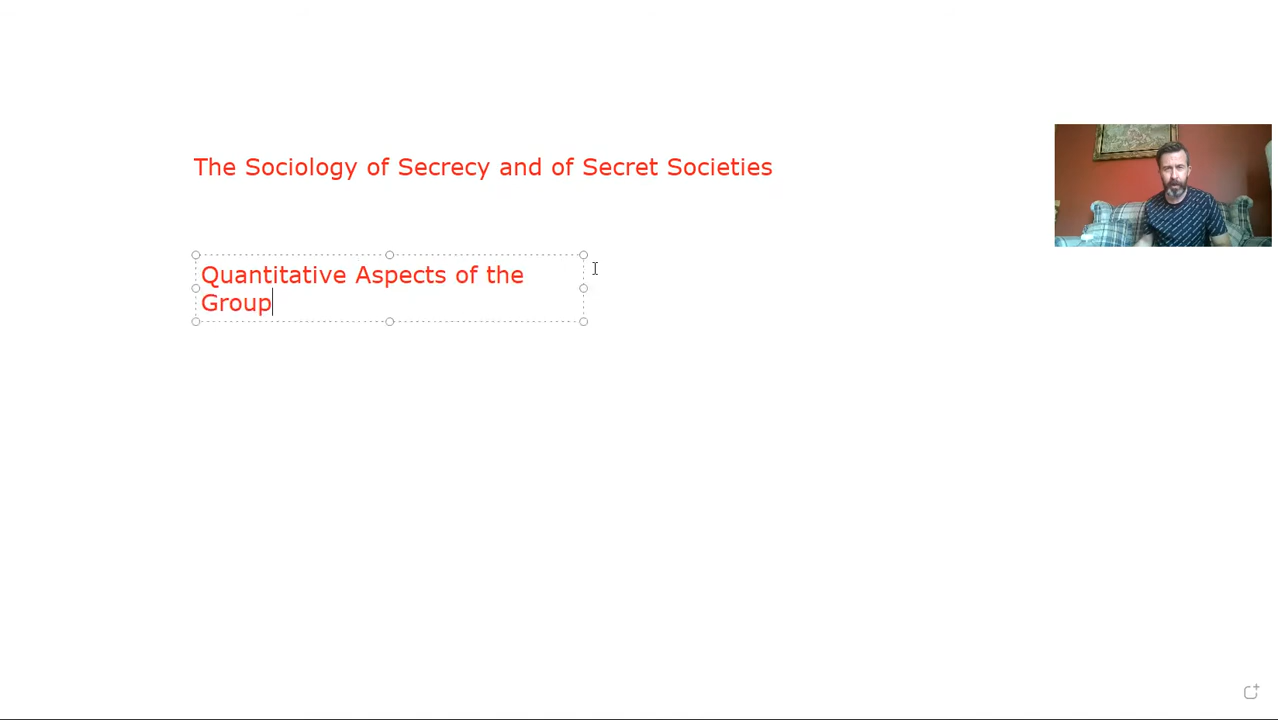 The Sociology of Secrecy and of Secret Societies
Quantitative Aspects of the
Group